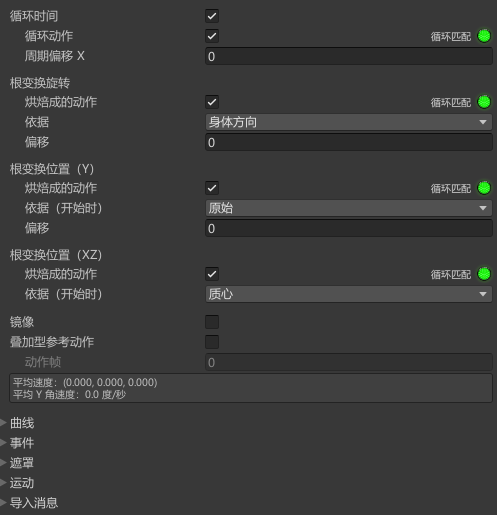 循环时间
循环动作 循环匹配
周期偏移 X 0
根变换旋转
烘焙成的动作 循环匹配
依据 身体方向
偏移 0
根变换位置（Y）
烘焙成的动作 循环匹配
依据（开始时） 原始
偏移 0
根变换位置（XZ）
烘焙成的动作 循环匹配
依据（开始时） 质心
镜像
叠加型参考动作
动作帧 0
平均速度：(0.000, 0.000, 0.000)
平均 Y 角速度：0.0 度/秒
曲线
事件
遮罩
运动
导入消息